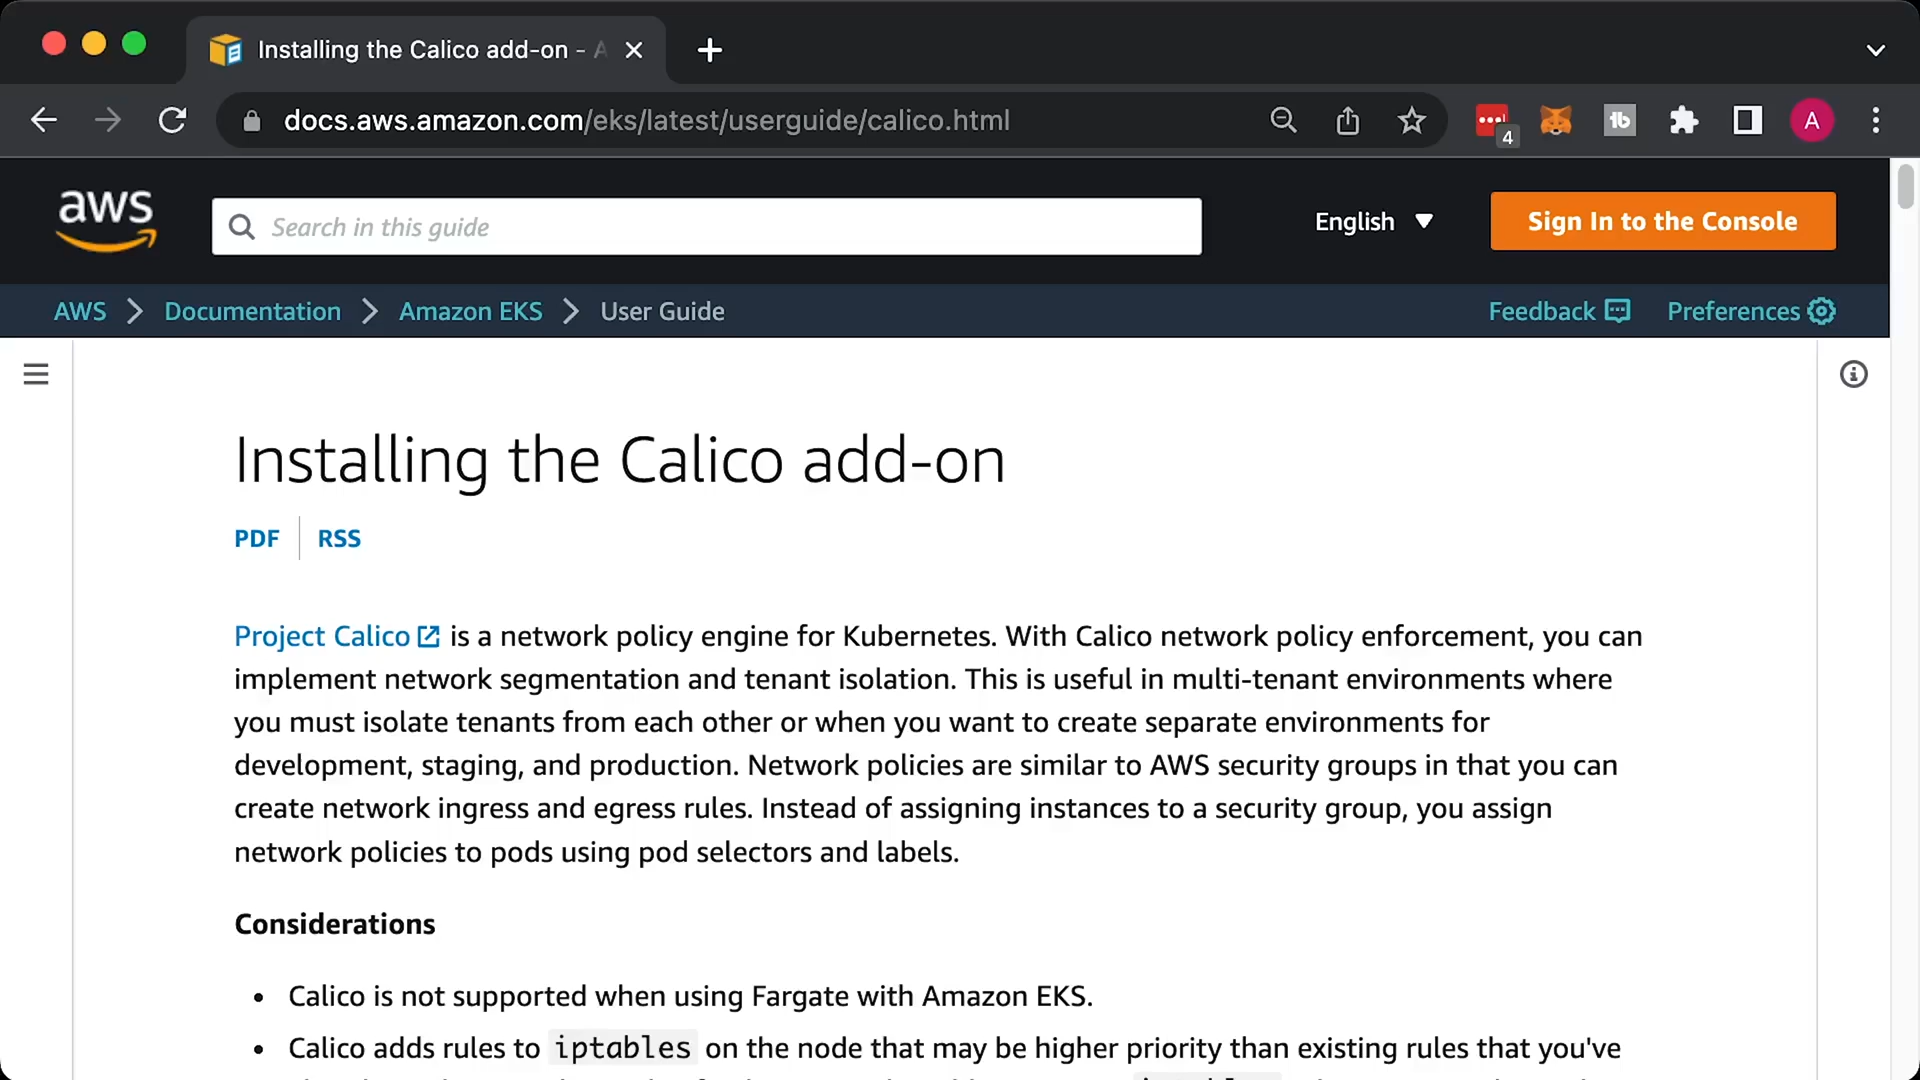 Installing the Calico add-on - A
docs.aws.amazon.com/eks/latest/userguide/calico.html
4
A
aws
Search in this guide
English
Sign In to the Console
AWS
Documentation
Amazon EKS
User Guide
Feedback
Preferences
Installing the Calico add-on
PDF
RSS
Project Calico is a network policy engine for Kubernetes. With Calico network policy enforcement, you can
implement network segmentation and tenant isolation. This is useful in multi-tenant environments where
you must isolate tenants from each other or when you want to create separate environments for
development, staging, and production. Network policies are similar to AWS security groups in that you can
create network ingress and egress rules. Instead of assigning instances to a security group, you assign
network policies to pods using pod selectors and labels.
Considerations
• Calico is not supported when using Fargate with Amazon EKS.
• Calico adds rules to iptables on the node that may be higher priority than existing rules that you've